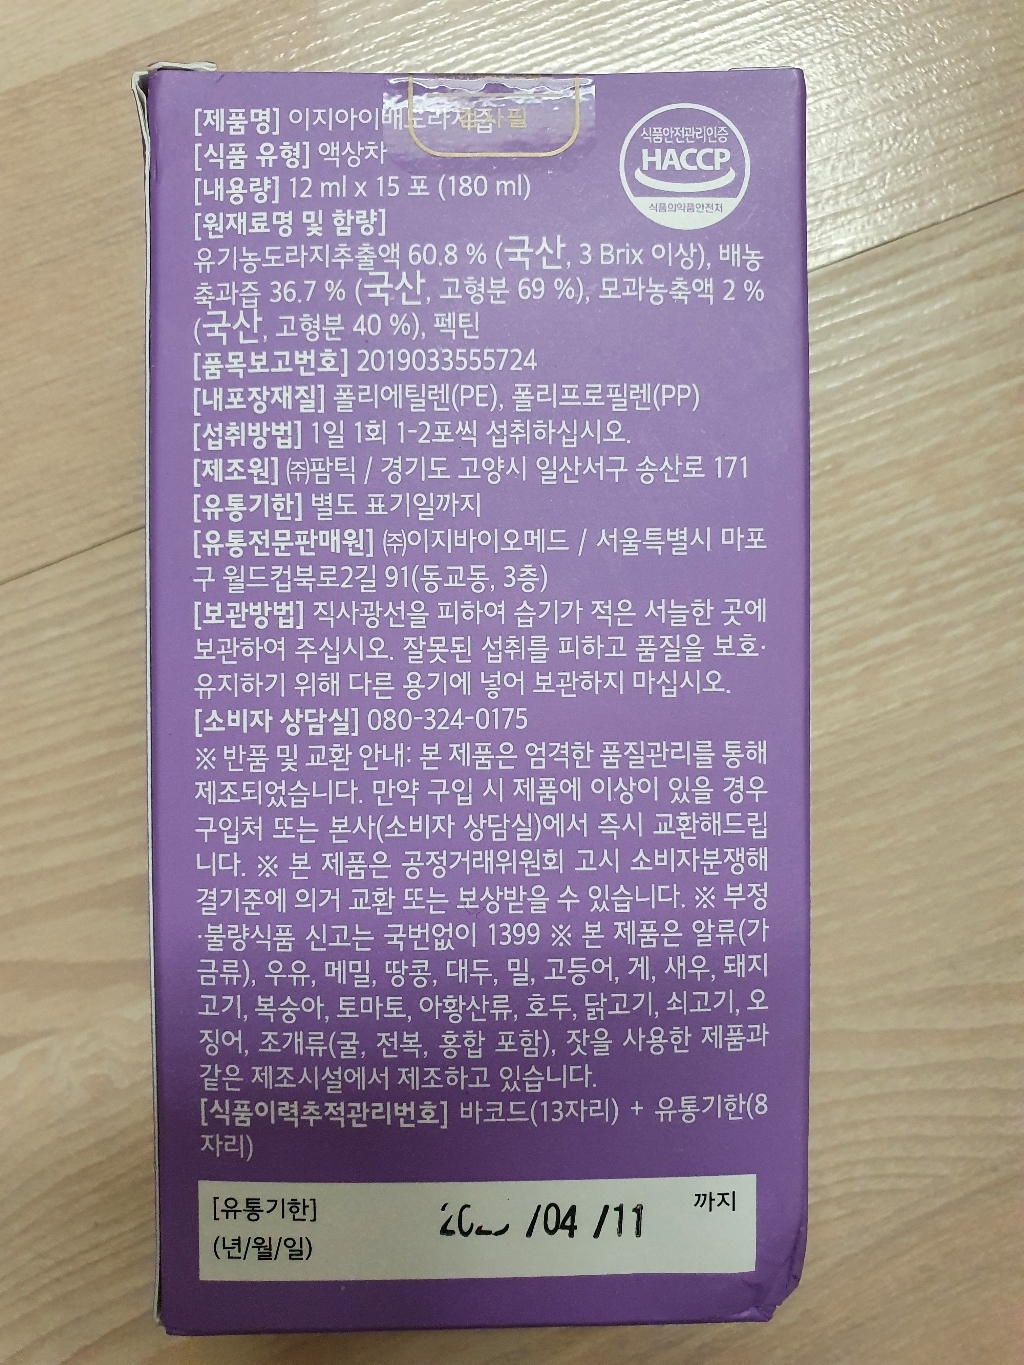 [제품명] 이지아이배도라지즙
검사필
[식품 유형] 액상차
[내용량] 12 ml x 15 포 (180 ml)
식품안전관리인증
HACCP
식품의약품안전처
[원재료명 및 함량]
유기농도라지추출액 60.8 % (국산, 3 Brix 이상), 배농
축과즙 36.7 % (국산, 고형분 69 %), 모과농축액 2 %
(국산, 고형분 40 %), 펙틴
[품목보고번호] 2019033555724
[내포장재질] 폴리에틸렌(PE), 폴리프로필렌(PP)
[섭취방법] 1일 1회 1-2포씩 섭취하십시오.
[제조원] ㈜팜틱 / 경기도 고양시 일산서구 송산로 171
[유통기한] 별도 표기일까지
[유통전문판매원] ㈜이지바이오메드 / 서울특별시 마포
구 월드컵북로2길 91(동교동, 3층)
[보관방법] 직사광선을 피하여 습기가 적은 서늘한 곳에
보관하여 주십시오. 잘못된 섭취를 피하고 품질을 보호·
유지하기 위해 다른 용기에 넣어 보관하지 마십시오.
[소비자 상담실] 080-324-0175
※ 반품 및 교환 안내: 본 제품은 엄격한 품질관리를 통해
제조되었습니다. 만약 구입 시 제품에 이상이 있을 경우
구입처 또는 본사(소비자 상담실)에서 즉시 교환해드립
니다. ※ 본 제품은 공정거래위원회 고시 소비자분쟁해
결기준에 의거 교환 또는 보상받을 수 있습니다. ※ 부정
·불량식품 신고는 국번없이 1399 ※ 본 제품은 알류(가
금류), 우유, 메밀, 땅콩, 대두, 밀, 고등어, 게, 새우, 돼지
고기, 복숭아, 토마토, 아황산류, 호두, 닭고기, 쇠고기, 오
징어, 조개류(굴, 전복, 홍합 포함), 잣을 사용한 제품과
같은 제조시설에서 제조하고 있습니다.
[식품이력추적관리번호] 바코드(13자리) + 유통기한(8
자리)
[유통기한] /04 /11 까지
(년/월/일)